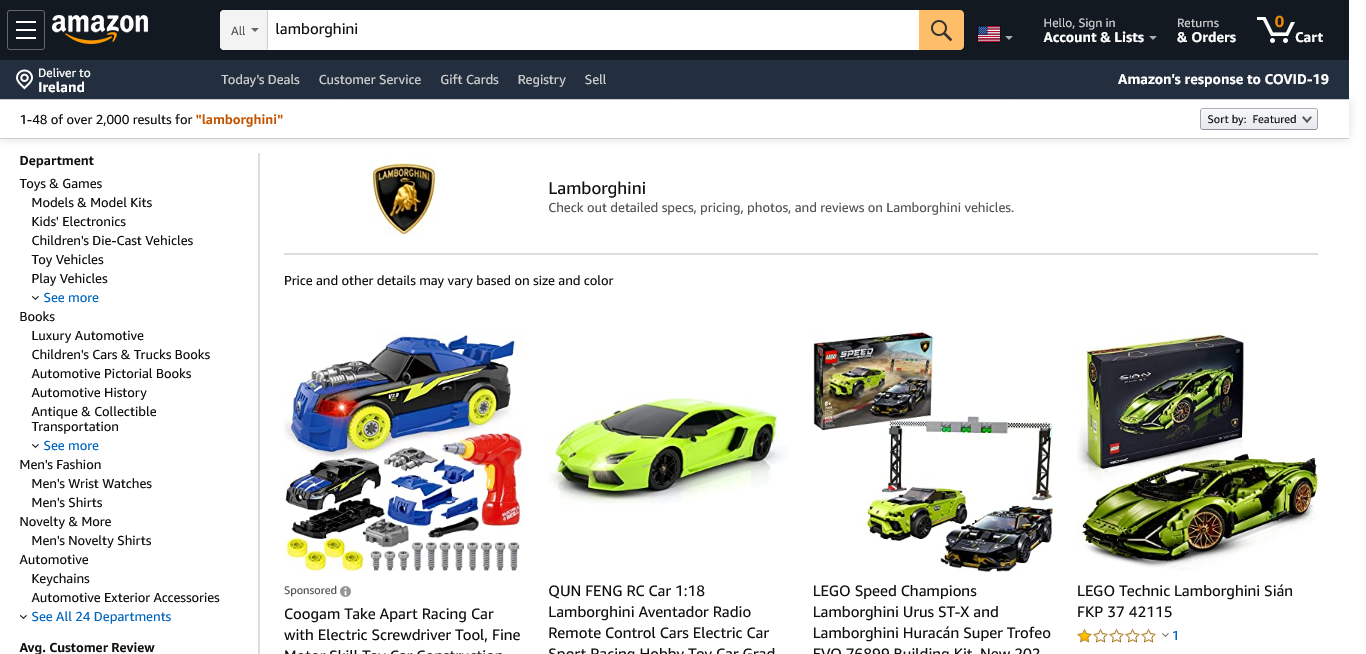 amazon
All
lamborghini
Hello, Sign in
Account & Lists
Returns
& Orders
0
Cart
Deliver to
Ireland
Today's Deals
Customer Service
Gift Cards
Registry
Sell
Amazon's response to COVID-19
1-48 of over 2,000 results for "lamborghini"
Sort by: Featured
Department
Toys & Games
Models & Model Kits
Kids' Electronics
Children's Die-Cast Vehicles
Toy Vehicles
Play Vehicles
See more
Books
Luxury Automotive
Children's Cars & Trucks Books
Automotive Pictorial Books
Automotive History
Antique & Collectible
Transportation
See more
Men's Fashion
Men's Wrist Watches
Men's Shirts
Novelty & More
Men's Novelty Shirts
Automotive
Keychains
Automotive Exterior Accessories
See All 24 Departments
Avg. Customer Review
LAMBORGHINI
Lamborghini
Check out detailed specs, pricing, photos, and reviews on Lamborghini vehicles.
Price and other details may vary based on size and color
Sponsored
Coogam Take Apart Racing Car
with Electric Screwdriver Tool, Fine
Motor Skill Toy Car Construction
QUN FENG RC Car 1:18
Lamborghini Aventador Radio
Remote Control Cars Electric Car
Sport Racing Hobby Toy Car Grad
LEGO
SPEED
LEGO Speed Champions
Lamborghini Urus ST-X and
Lamborghini Huracán Super Trofeo
EVO 76899 Building Kit, New 202
SIÁN
LEGO
LEGO Technic Lamborghini Sián
FKP 37 42115
1